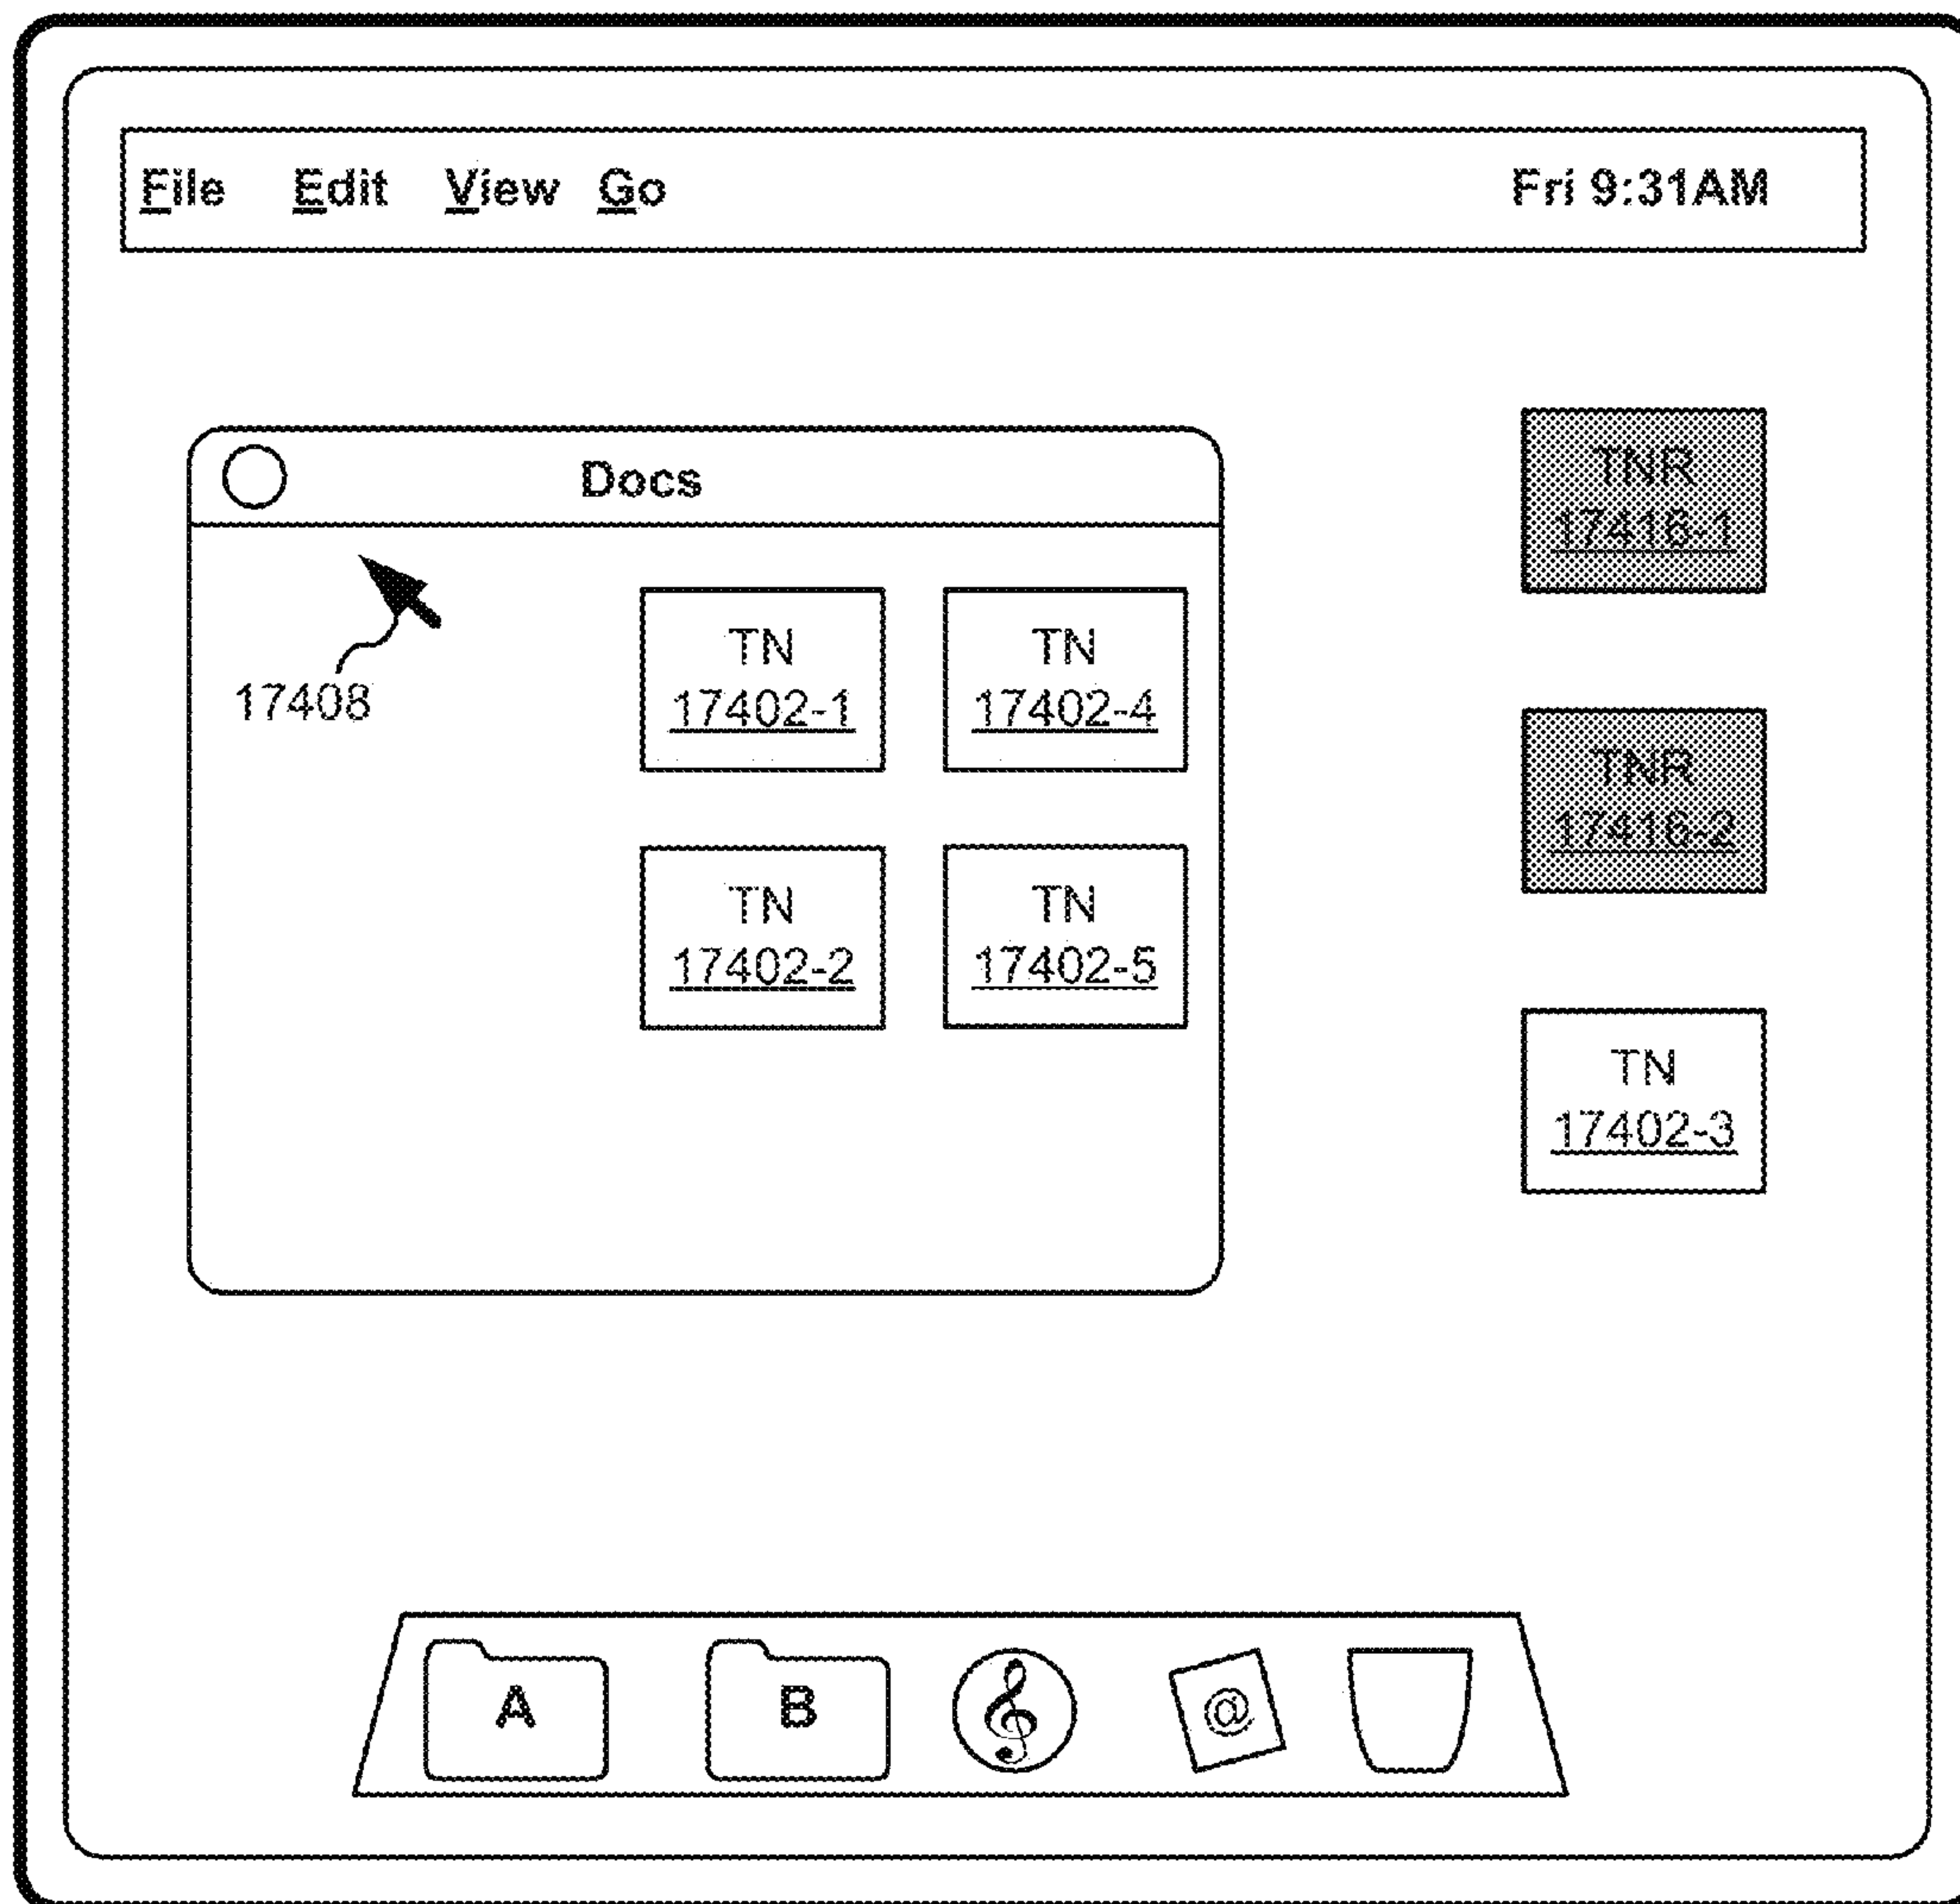 File Edit View Go Fri 9:31AM
Docs
TNR
17416-1
17408
TN
17402-1
TN
17402-4
TNR
17416-2
TN
17402-2
TN
17402-5
TN
17402-3
A
B
@